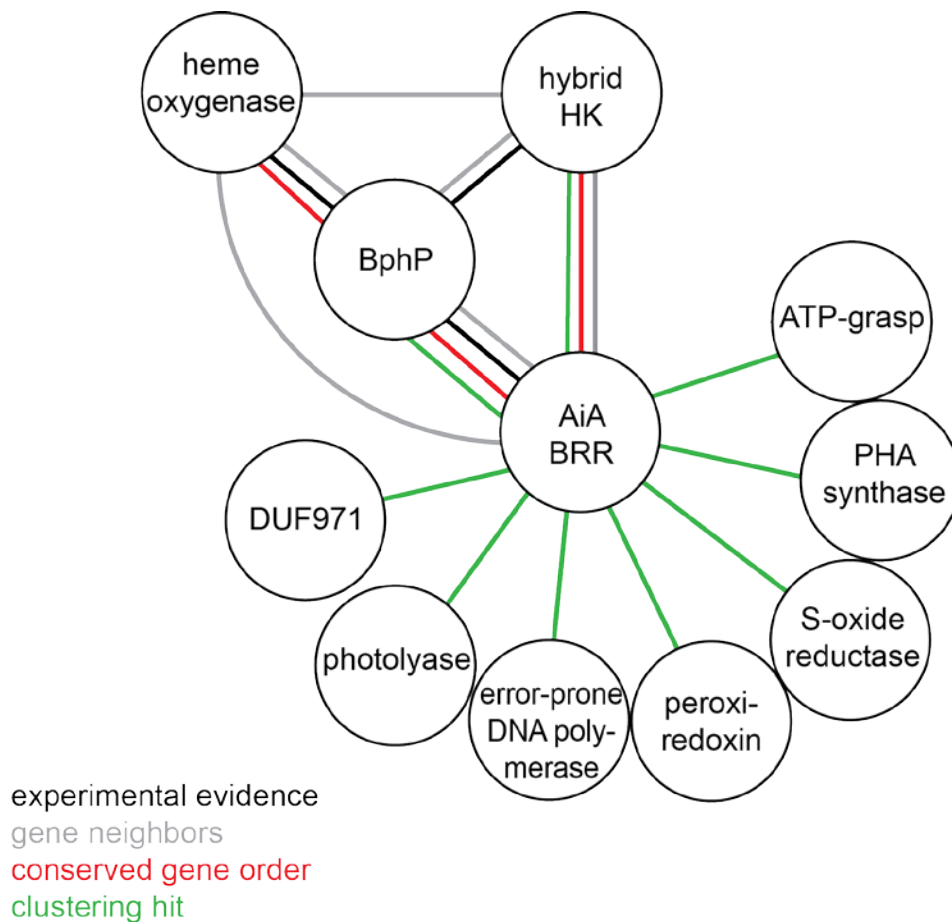 heme
oxygenase
hybrid
HK
BphP
ATP-grasp
AiA
BRR
PHA
synthase
DUF971
S-oxide
reductase
photolyase
error-prone
DNA poly-
merase
peroxi-
redoxin
experimental evidence
gene neighbors
conserved gene order
clustering hit